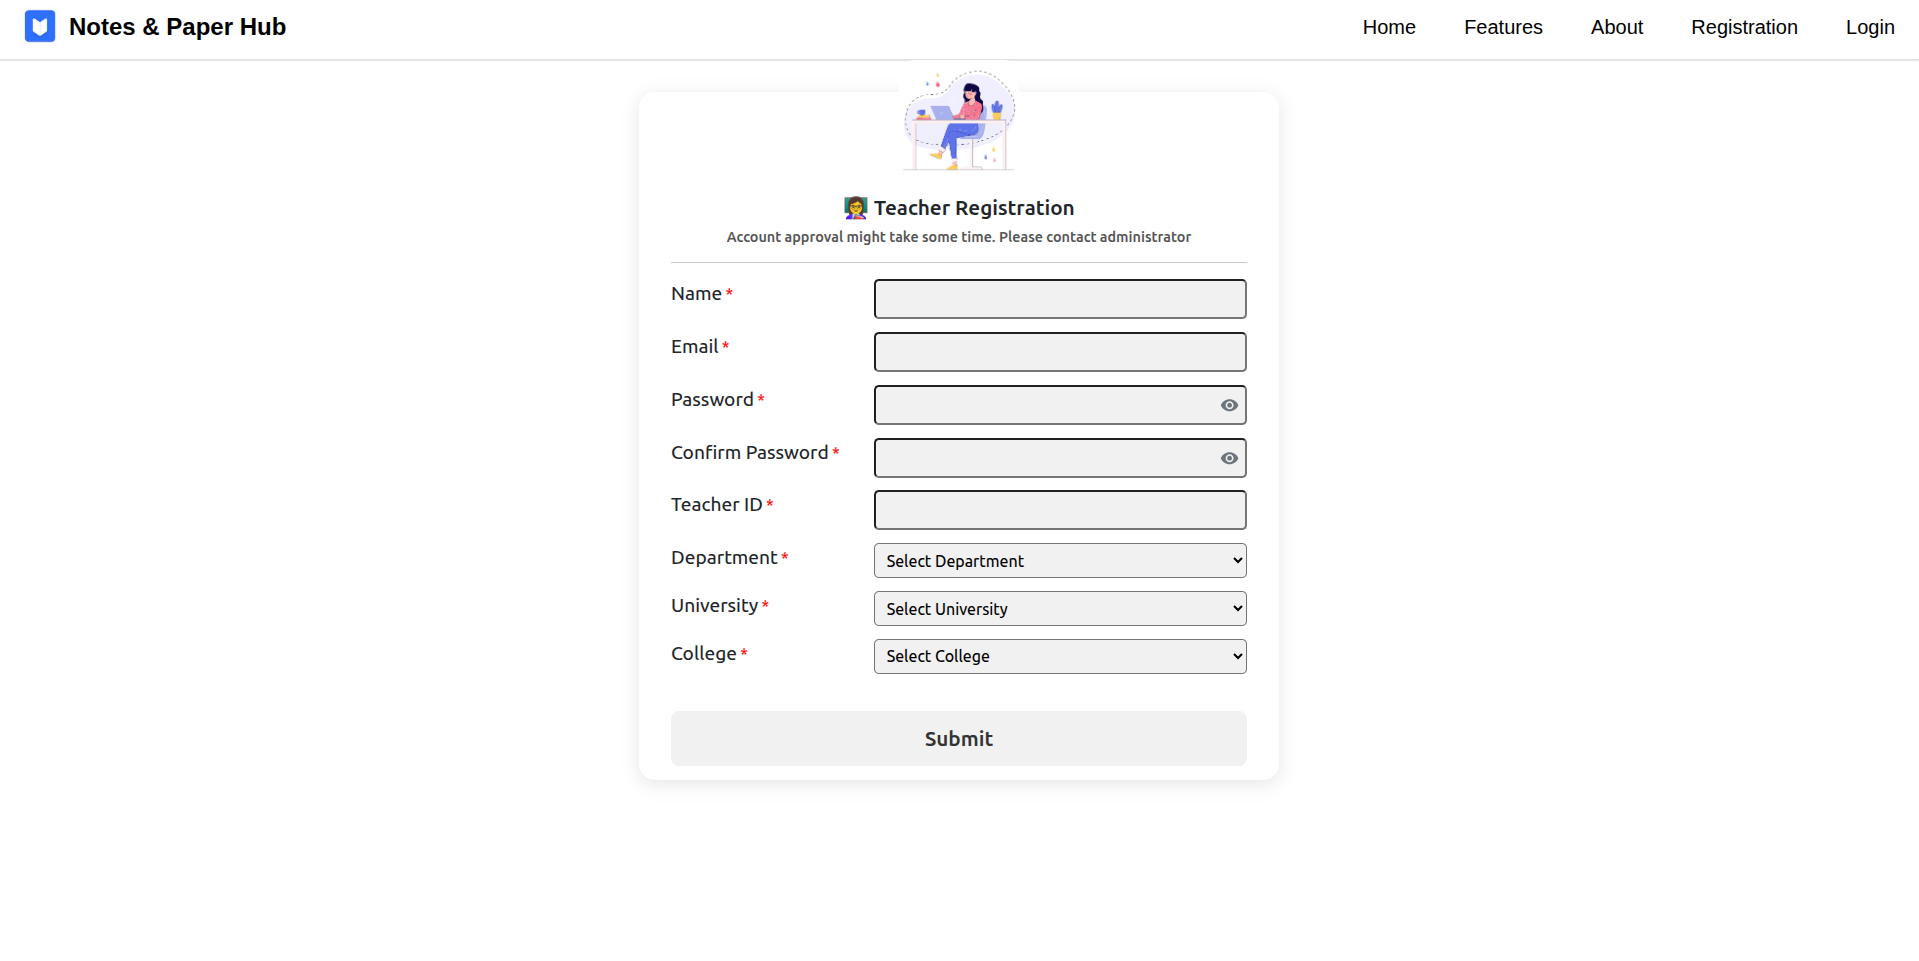 Notes & Paper Hub
Home Features About Registration Login
Teacher Registration
Account approval might take some time. Please contact administrator
Name *
Email *
Password *
Confirm Password *
Teacher ID *
Department * Select Department
University * Select University
College * Select College
Submit